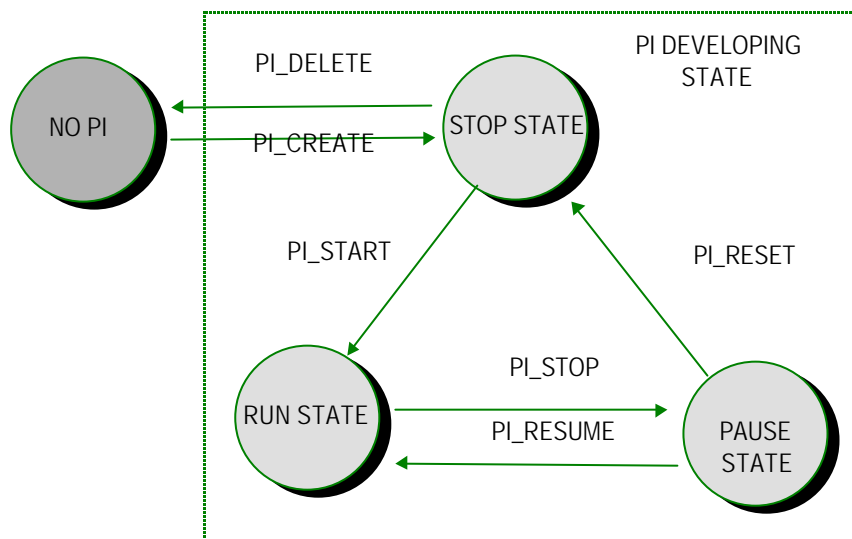 PI DEVELOPING
STATE
PI_DELETE
NO PI
STOP STATE
PI_CREATE
PI_START
PI_RESET
PI_STOP
RUN STATE
PI_RESUME
PAUSE
STATE